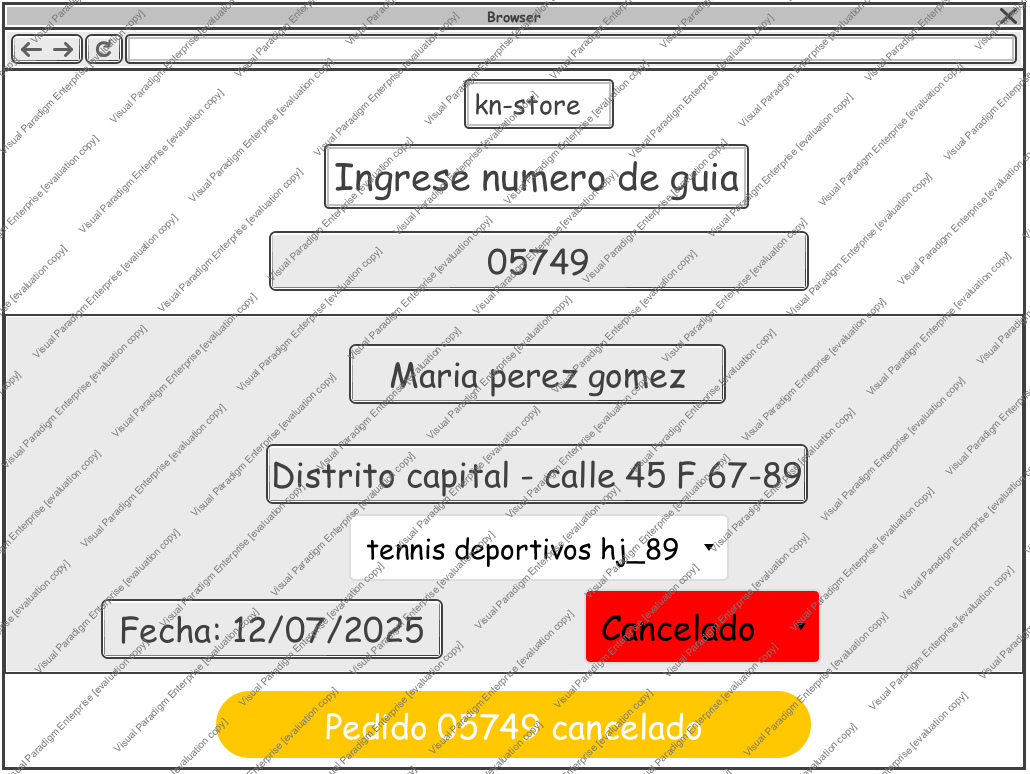 Browser
kn-store
Ingrese numero de guia
05749
Maria perez gomez
Distrito capital - calle 45 F 67-89
tennis deportivos hj_89
Fecha: 12/07/2025
Cancelado
Pedido 05749 cancelado
Visual Paradigm Enterprise [evaluation copy]